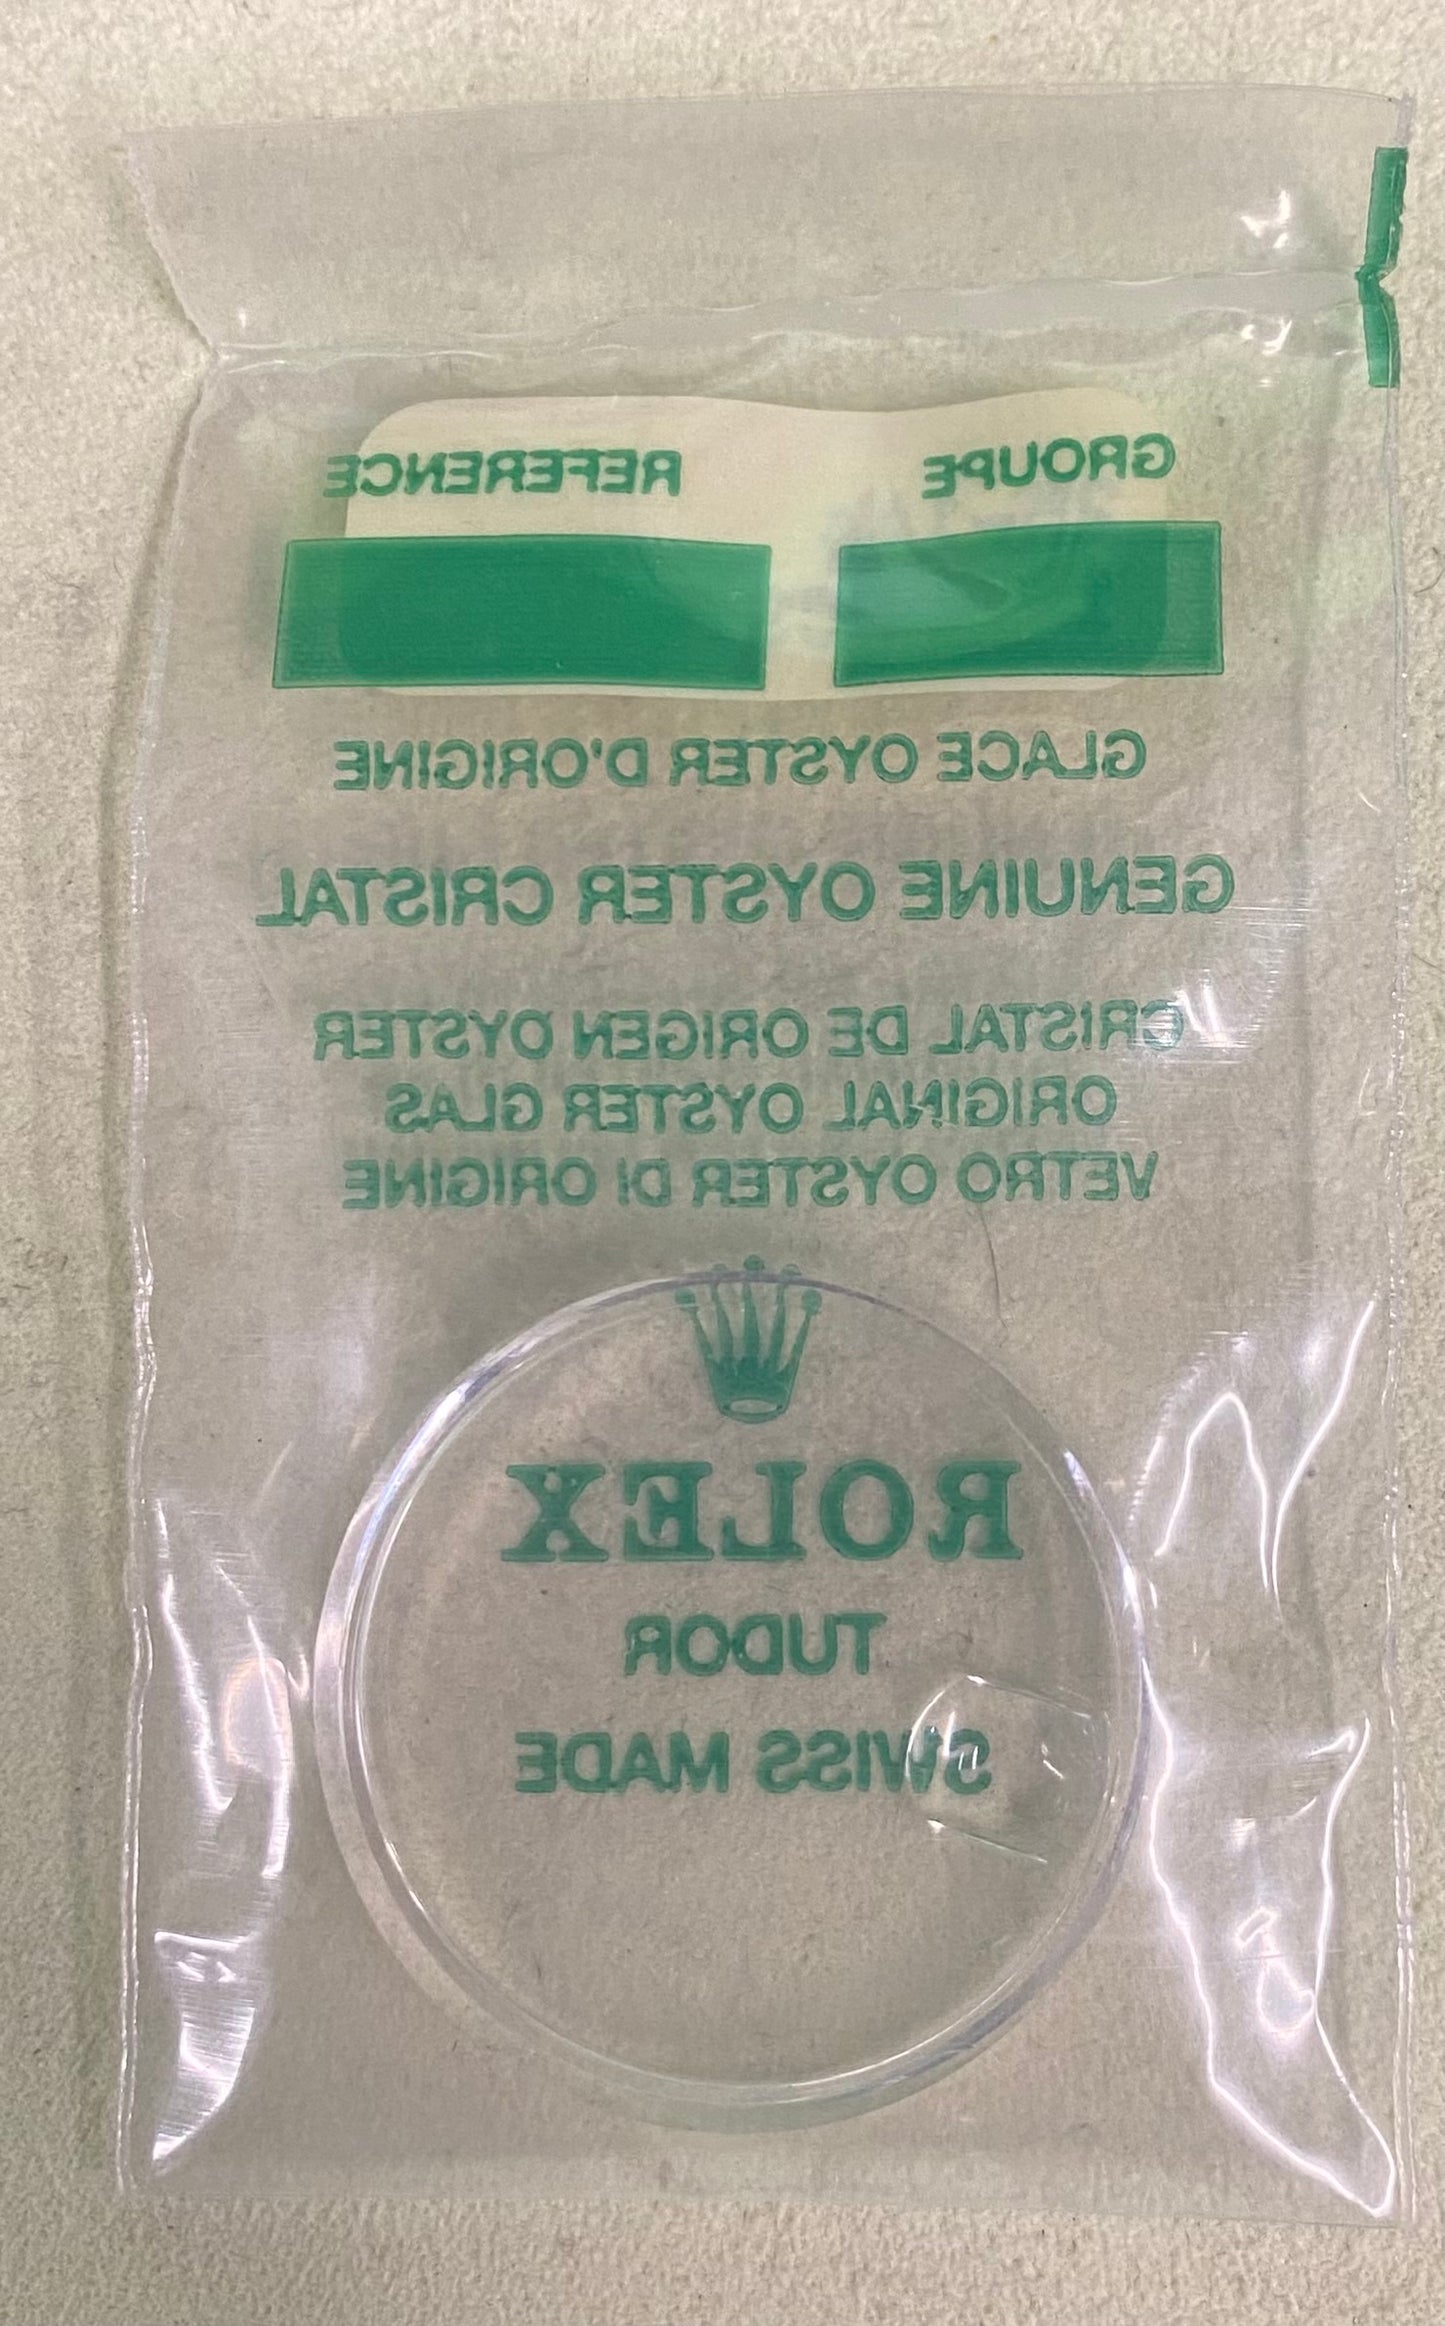 GROUPE REFERENCE
GLACE OYSTER D'ORIGINE
GENUINE OYSTER CRISTAL
CRISTAL DE ORIGEN OYSTER
ORIGINAL OYSTER GLAS
VETRO OYSTER DI ORIGINE
ROLEX
TUDOR
SWISS MADE